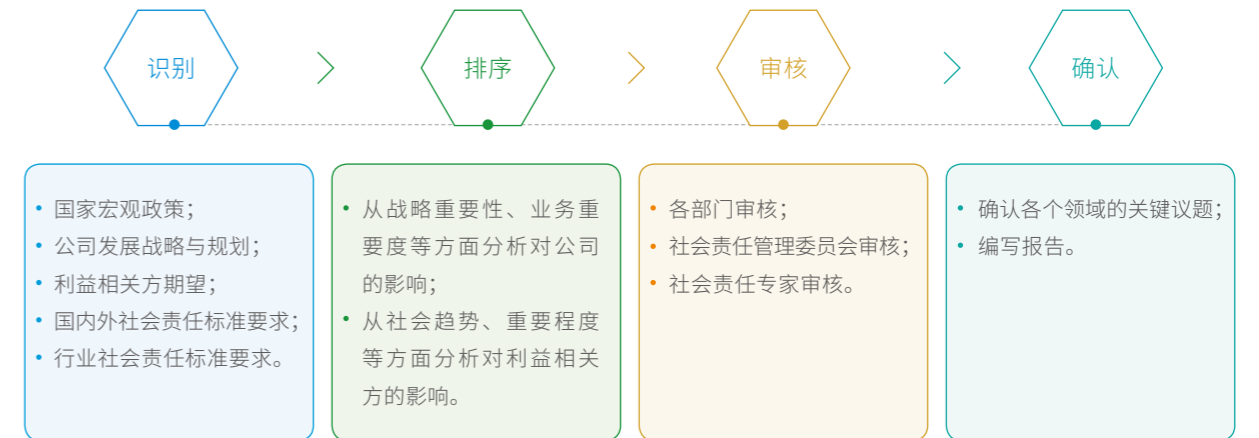 识别
排序
审核
确认
• 国家宏观政策；
• 公司发展战略与规划；
• 利益相关方期望；
• 国内外社会责任标准要求；
• 行业社会责任标准要求。
• 从战略重要性、业务重
要度等方面分析对公司
的影响；
• 从社会趋势、重要程度
等方面分析对利益相关
方的影响。
• 各部门审核；
• 社会责任管理委员会审核；
• 社会责任专家审核。
• 确认各个领域的关键议题；
• 编写报告。